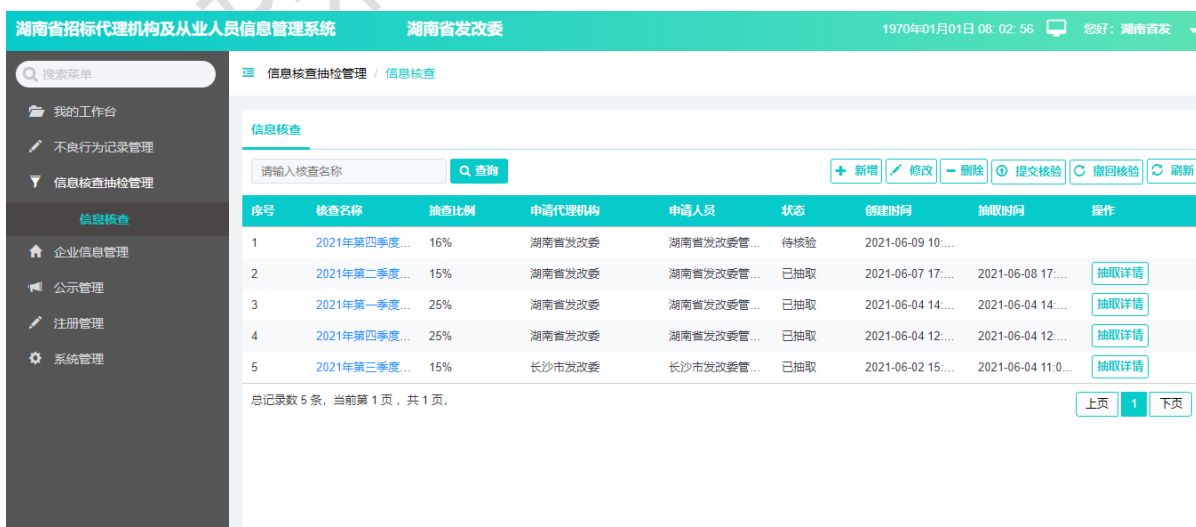 湖南省招标代理机构及从业人员信息管理系统 湖南省发改委 1970年01月01日 08: 02: 56 您好：湖南省发
搜索菜单
信息核查抽检管理 / 信息核查
我的工作台
不良行为记录管理
信息核查抽检管理
信息核查
企业信息管理
公示管理
注册管理
系统管理
信息核查
请输入核查名称 查询 新增 修改 删除 提交核验 撤回核验 刷新
序号 核查名称 抽查比例 申请代理机构 申请人员 状态 创建时间 抽取时间 操作
1 2021年第四季度... 16% 湖南省发改委 湖南省发改委管... 待核验 2021-06-09 10:...
2 2021年第二季度... 15% 湖南省发改委 湖南省发改委管... 已抽取 2021-06-07 17:... 2021-06-08 17:... 抽取详情
3 2021年第一季度... 25% 湖南省发改委 湖南省发改委管... 已抽取 2021-06-04 14:... 2021-06-04 14:... 抽取详情
4 2021年第四季度... 25% 湖南省发改委 湖南省发改委管... 已抽取 2021-06-04 12:... 2021-06-04 12:... 抽取详情
5 2021年第三季度... 15% 长沙市发改委 长沙市发改委管... 已抽取 2021-06-02 15:... 2021-06-04 11:0... 抽取详情
总记录数 5 条, 当前第 1 页 , 共 1 页,
上页 1 下页